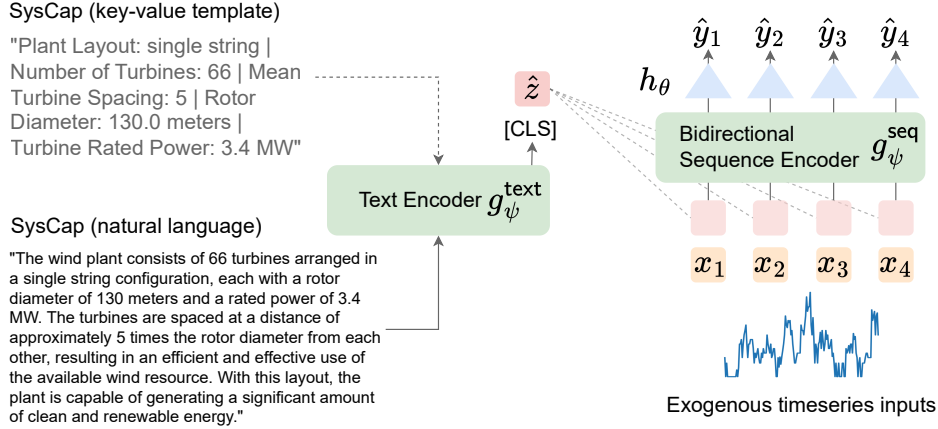 SysCap (key-value template)
"Plant Layout: single string |
Number of Turbines: 66 | Mean
Turbine Spacing: 5 | Rotor
Diameter: 130.0 meters |
Turbine Rated Power: 3.4 MW"
SysCap (natural language)
"The wind plant consists of 66 turbines arranged in
a single string configuration, each with a rotor
diameter of 130 meters and a rated power of 3.4
MW. The turbines are spaced at a distance of
approximately 5 times the rotor diameter from each
other, resulting in an efficient and effective use of
the available wind resource. With this layout, the
plant is capable of generating a significant amount
of clean and renewable energy."
Text Encoder g_ψ^text
ẑ
[CLS]
ŷ₁ ŷ₂ ŷ₃ ŷ₄
h_θ
Bidirectional
Sequence Encoder g_ψ^seq
x₁ x₂ x₃ x₄
Exogenous timeseries inputs